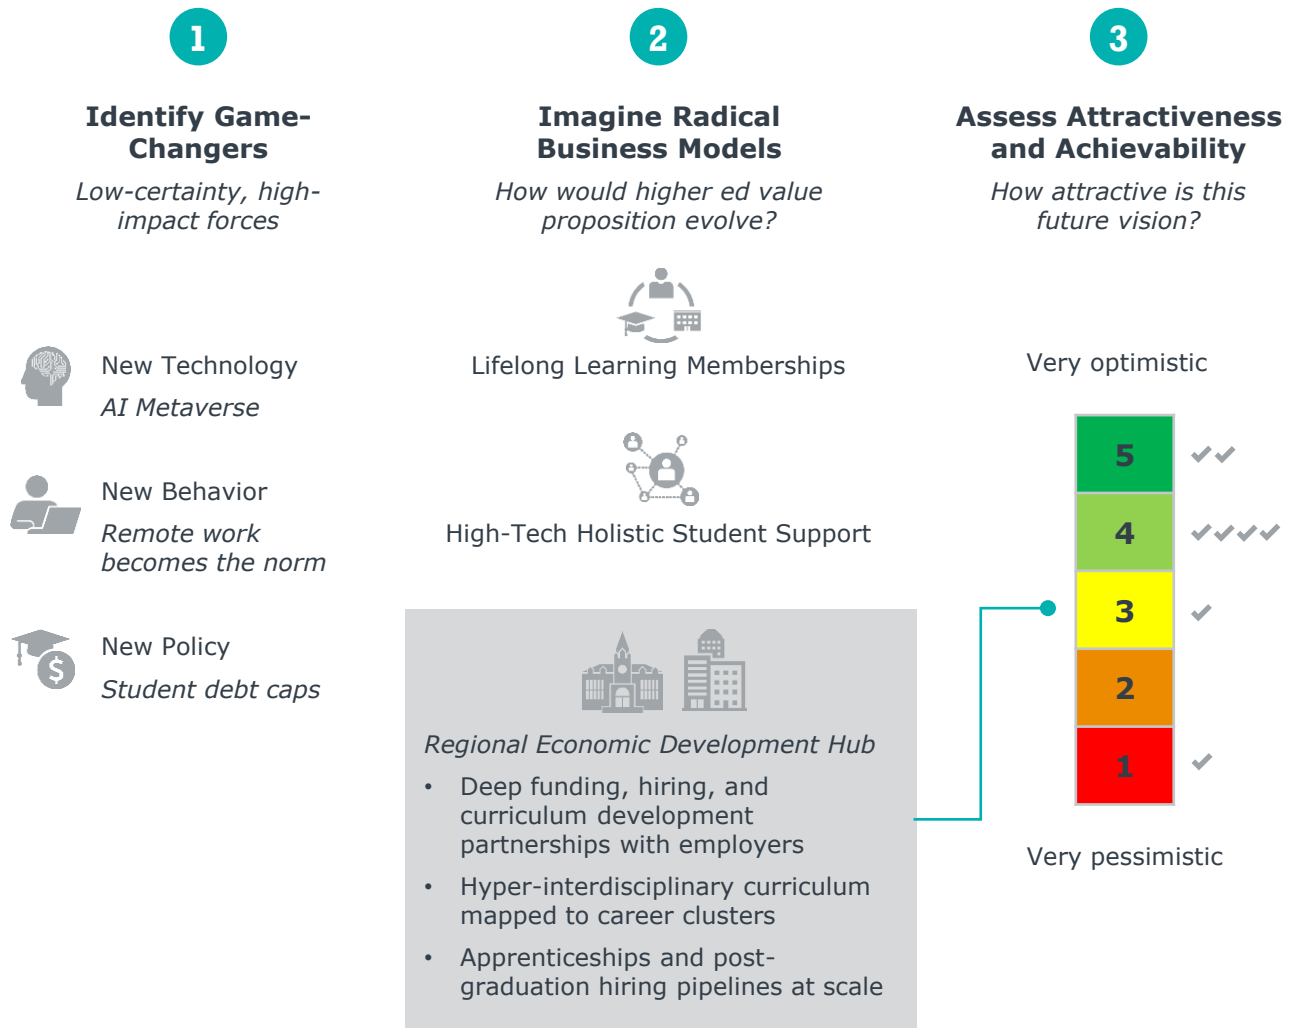 1
Identify Game-
Changers
Low-certainty, high-
impact forces
New Technology
AI Metaverse
New Behavior
Remote work
becomes the norm
New Policy
$
Student debt caps
2
Imagine Radical
Business Models
How would higher ed value
proposition evolve?
Lifelong Learning Memberships
High-Tech Holistic Student Support
Regional Economic Development Hub
• Deep funding, hiring, and
curriculum development
partnerships with employers
• Hyper-interdisciplinary curriculum
mapped to career clusters
• Apprenticeships and post-
graduation hiring pipelines at scale
3
Assess Attractiveness
and Achievability
How attractive is this
future vision?
Very optimistic
5
4
3
2
1
Very pessimistic